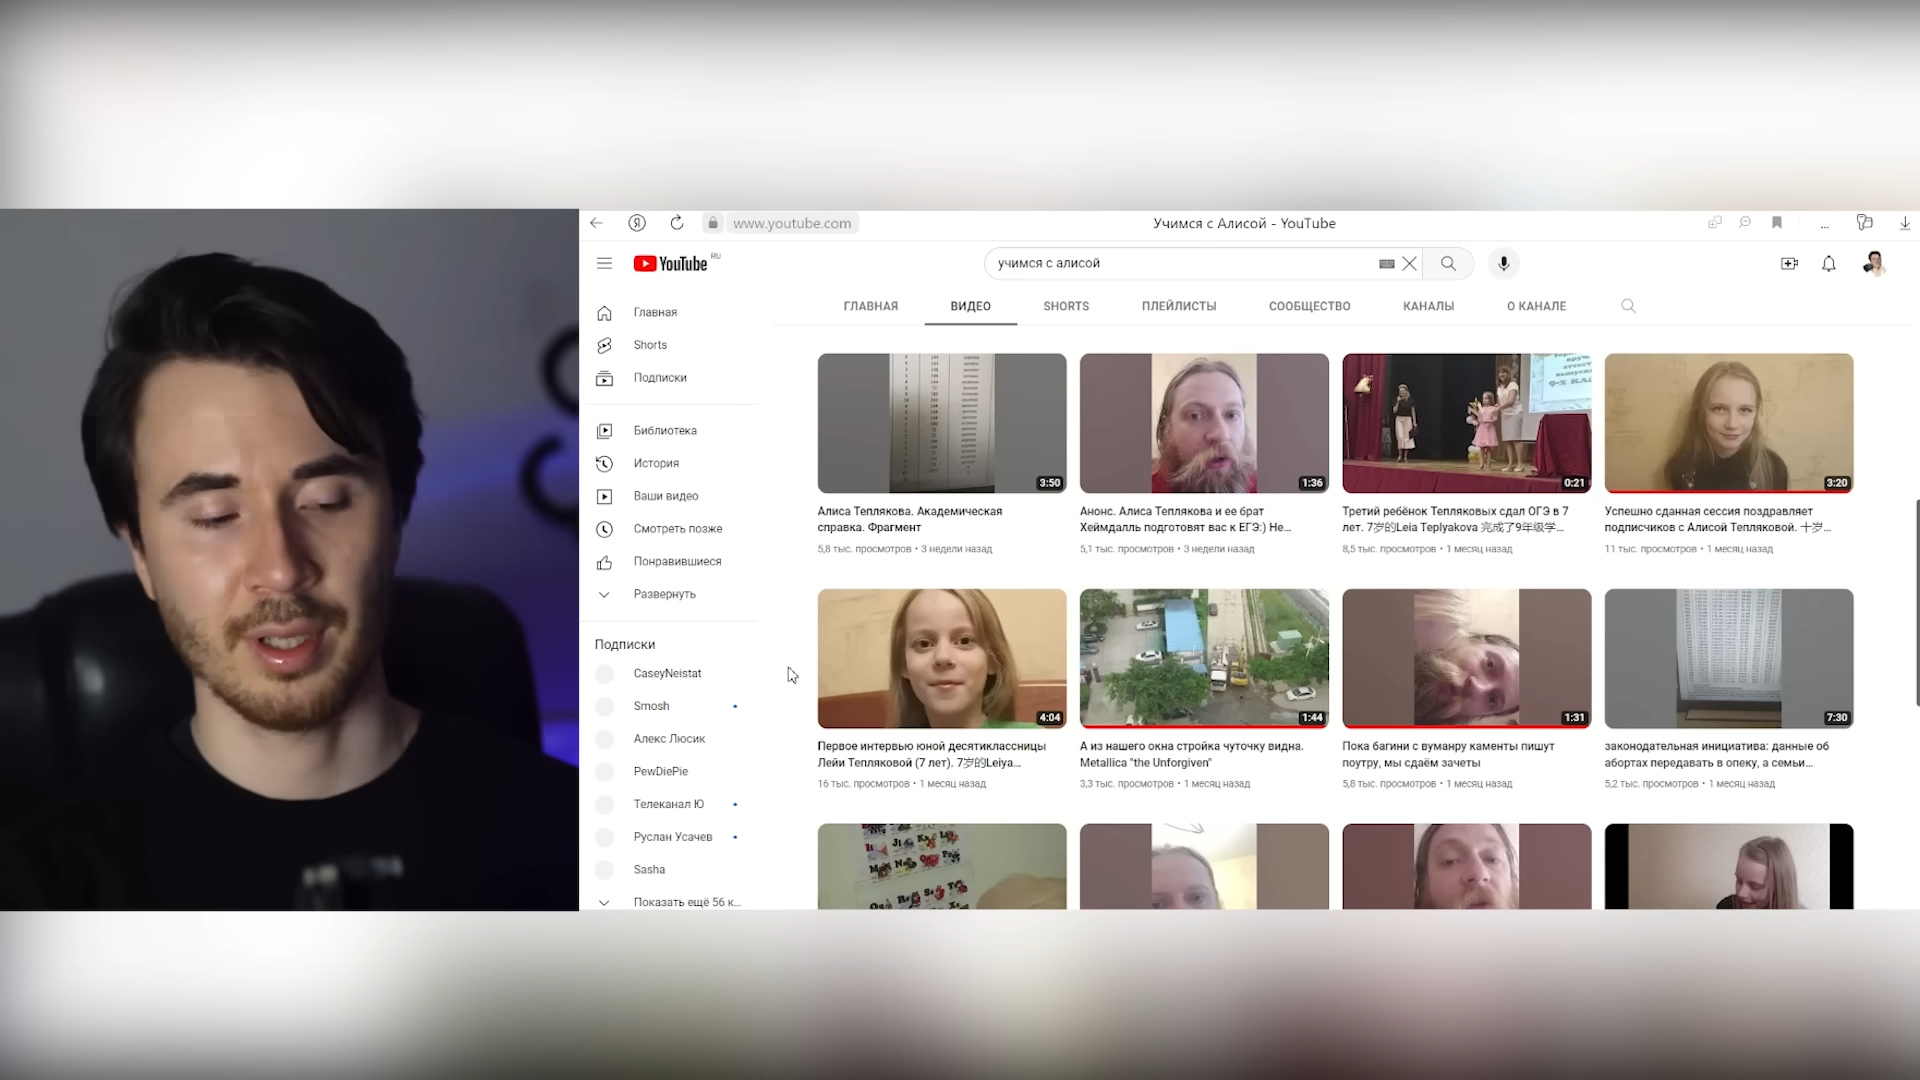 www.youtube.com
Учимся с Алисой - YouTube
YouTube RU
учимся с алисой
ГЛАВНАЯ
ВИДЕО
SHORTS
ПЛЕЙЛИСТЫ
СООБЩЕСТВО
КАНАЛЫ
О КАНАЛЕ
Главная
Shorts
Подписки
Библиотека
История
Ваши видео
Смотреть позже
Понравившиеся
Развернуть
Подписки
CaseyNeistat
Smosh
Алекс Люсик
PewDiePie
Телеканал Ю
Руслан Усачев
Sasha
Показать ещё 56 к...
3:50
Алиса Теплякова. Академическая
справка. Фрагмент
5,8 тыс. просмотров • 3 недели назад
1:36
Анонс. Алиса Теплякова и ее брат
Хеймдалль подготовят вас к ЕГЭ:) Не...
5,1 тыс. просмотров • 3 недели назад
0:21
Третий ребёнок Тепляковых сдал ОГЭ в 7
лет. 7岁的Leia Teplyakova 完成了9年级学...
8,5 тыс. просмотров • 1 месяц назад
3:20
Успешно сданная сессия поздравляет
подписчиков с Алисой Тепляковой. 十岁...
11 тыс. просмотров • 1 месяц назад
4:04
Первое интервью юной десятиклассницы
Лейи Тепляковой (7 лет). 7岁的Leiya...
16 тыс. просмотров • 1 месяц назад
1:44
А из нашего окна стройка чуточку видна.
Metallica "the Unforgiven"
3,3 тыс. просмотров • 1 месяц назад
1:31
Пока багини с вуманру каменты пишут
поутру, мы сдаём зачеты
5,8 тыс. просмотров • 1 месяц назад
7:30
законодательная инициатива: данные об
абортах передавать в опеку, а семьи...
5,2 тыс. просмотров • 1 месяц назад